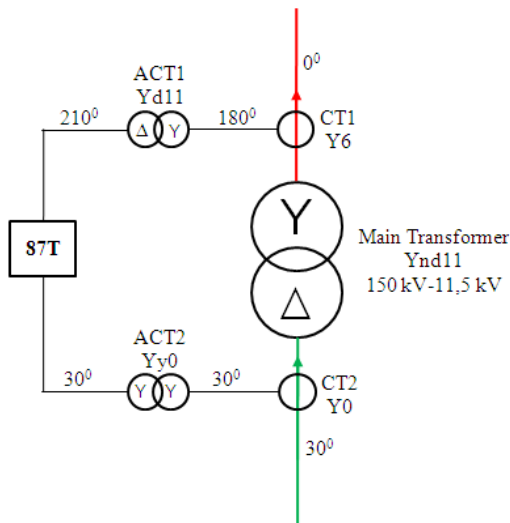 0⁰
ACT1
Yd11
210⁰
180⁰
CT1
Y6
Δ Y
Y
87T
Main Transformer
Ynd11
150 kV-11,5 kV
Δ
ACT2
Yy0
30⁰
30⁰
CT2
Y0
Y Y
30⁰